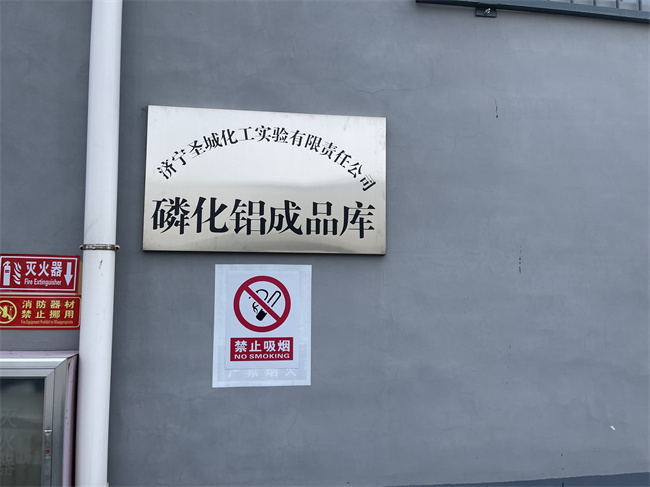 济宁圣城化工实验有限责任公司
磷化铝成品库
灭火器
Fire Extinguisher
消防器材
禁止挪用
禁止吸烟
NO SMOKING